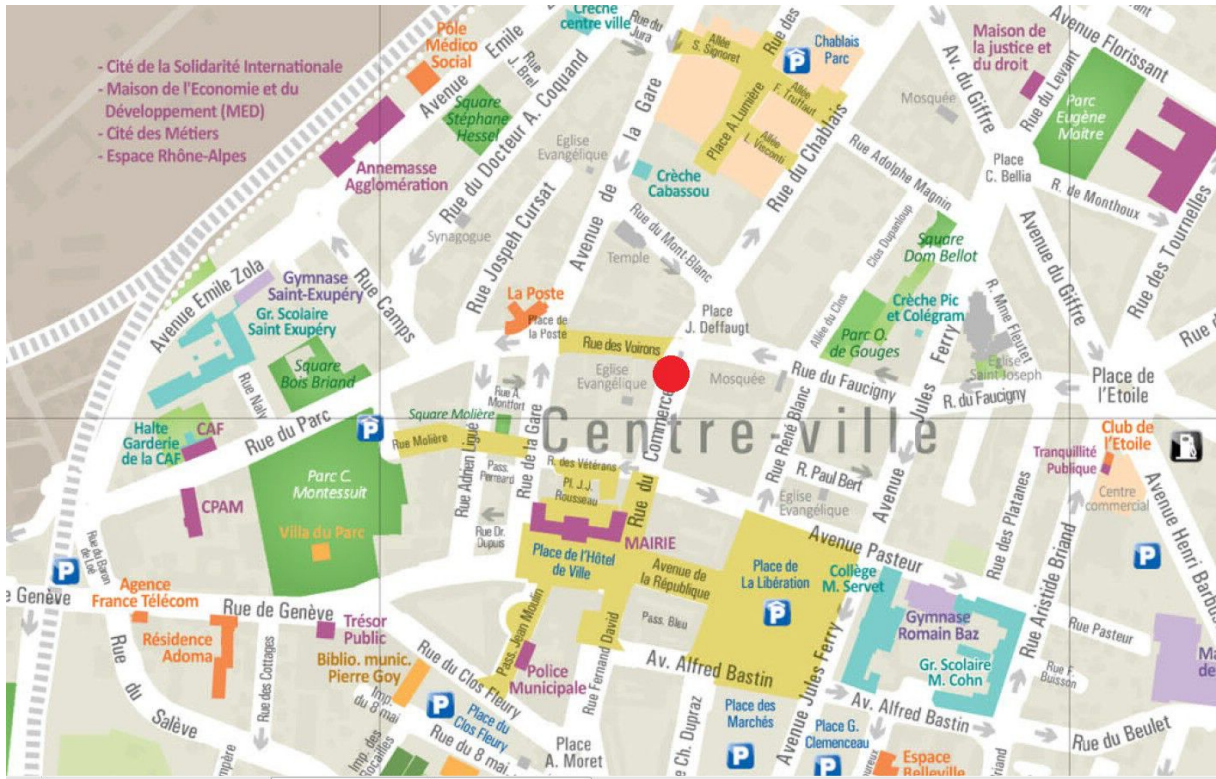 - Cité de la Solidarité Internationale
- Maison de l'Economie et du
Développement (MED)
- Cité des Métiers
- Espace Rhône-Alpes
Pôle
Médico
Social
Avenue Emile
Crèche
centre ville
Rue du
Jura
Rue
J. Brel
Square
Stéphane
Hessel
Annemasse
Agglomération
Rue du Docteur A. Coquand
Eglise
Evangélique
Avenue de la Gare
Allée
S. Signoret
Rue des
Chablais
Parc
Allée
F. Truffaut
Place A. Lumière
Allée
L. Visconti
Crèche
Cabassou
Rue du Chablais
Rue Adolphe Magnin
Mosquée
Av. du Giffre
Maison de
la justice et
du droit
Rue du Levant
Avenue Florissant
Parc
Eugène
Maitre
Place
C. Bellia
R. de Monthoux
Rue des Tournelles
Avenue du Giffre
Synagogue
Rue Jospeh Cursat
Temple
Rue du Mont-Blanc
Clos Dupanloup
Square
Dom Bellot
Avenue Emile Zola
Gymnase
Saint-Exupéry
Gr. Scolaire
Saint Exupéry
Rue Camps
La Poste
Place de
la Poste
Rue des Voirons
Place
J. Deffaugt
Allée du Clos
Crèche Pic
et Colégram
Parc O.
de Gouges
R. Mme Fleuret
Eglise
Saint Joseph
Rue d
Square
Bois Briand
Rue Naly
Eglise
Evangélique
Mosquée
Rue du Faucigny
R. du Faucigny
Place de
l'Etoile
Rue A.
Montfort
Square Molière
Centre-ville
Halte
Garderie
de la CAF
CAF
Rue du Parc
Rue Molière
Rue Adrien Ligué
Rue de la Gare
Pass.
Perreard
R. des Vétérans
Pl. J.J.
Rousseau
Rue du Commerce
Rue René Blanc
R. Paul Bert
Avenue Jules Ferry
Tranquillité
Publique
Club de
l'Etoile
Centre
commercial
CPAM
Parc C.
Montessuit
Villa du Parc
Rue Dr.
Dupuis
MAIRIE
Eglise
Evangélique
Avenue Pasteur
Rue des Platanes
Rue Aristide Briand
Avenue Henri Barbu
Rue du Baron
de Loë
Place de l'Hôtel
de Ville
Avenue de
la République
Place de
La Libération
Collège
M. Servet
Gymnase
Romain Baz
Rue Pasteur
Agence
France Télécom
e de Genève
Rue de Genève
Trésor
Public
Pass. Jean Moulin
Pass. Bleu
Résidence
Adoma
Rue des Cottages
Biblio. munic.
Pierre Goy
Rue du Clos Fleury
Police
Municipale
Rue Fernand David
Av. Alfred Bastin
Gr. Scolaire
M. Cohn
Rue F.
Buisson
Ma
de
Rue du Salève
Imp.
du 8 mai
Place du
Clos Fleury
Rue du 8 mai
Imp. des
Rocailles
Place
A. Moret
e Ch. Dupraz
Place des
Marchés
Avenue Jules Ferry
Place G.
Clemenceau
Av. Alfred Bastin
Espace
Belleville
Briand
Rue du Beulet
mpère
P
P
P
P
P
P
P
P